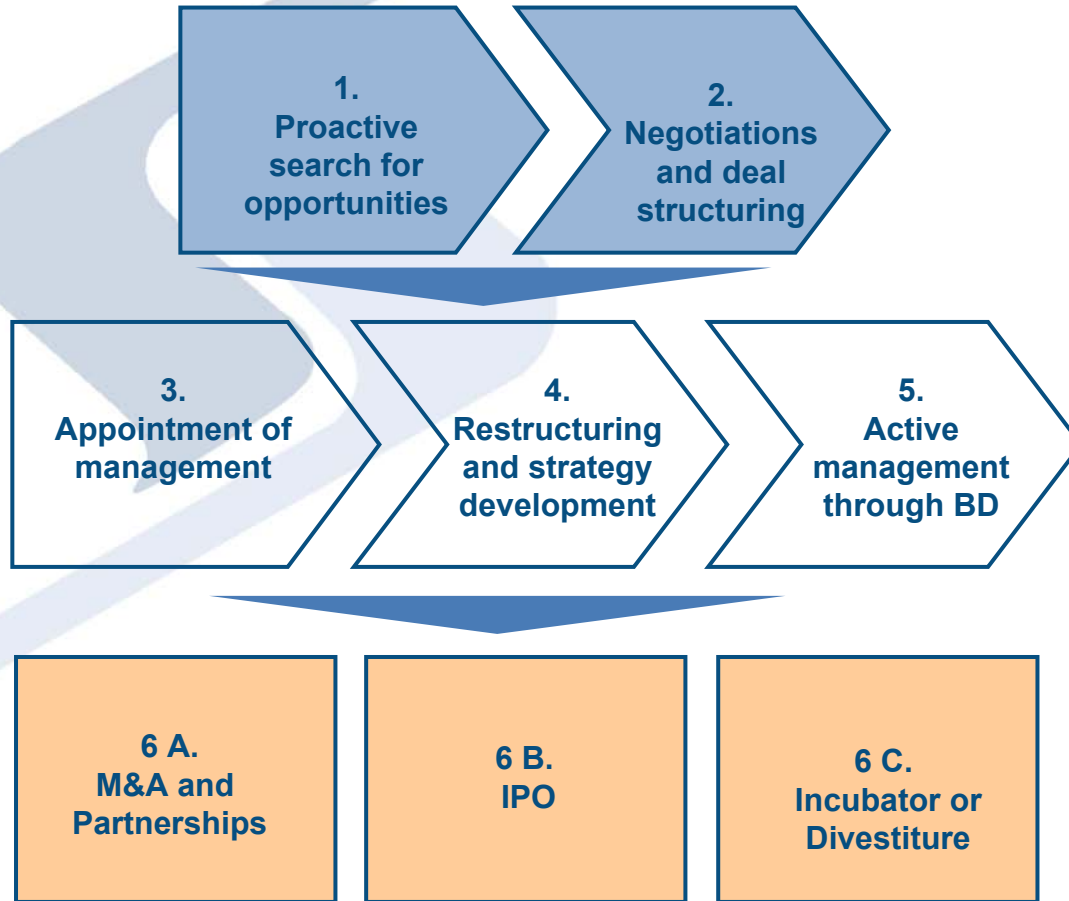 1.
Proactive
search for
opportunities
2.
Negotiations
and deal
structuring
3.
Appointment of
management
4.
Restructuring
and strategy
development
5.
Active
management
through BD
6 A.
M&A and
Partnerships
6 B.
IPO
6 C.
Incubator or
Divestiture